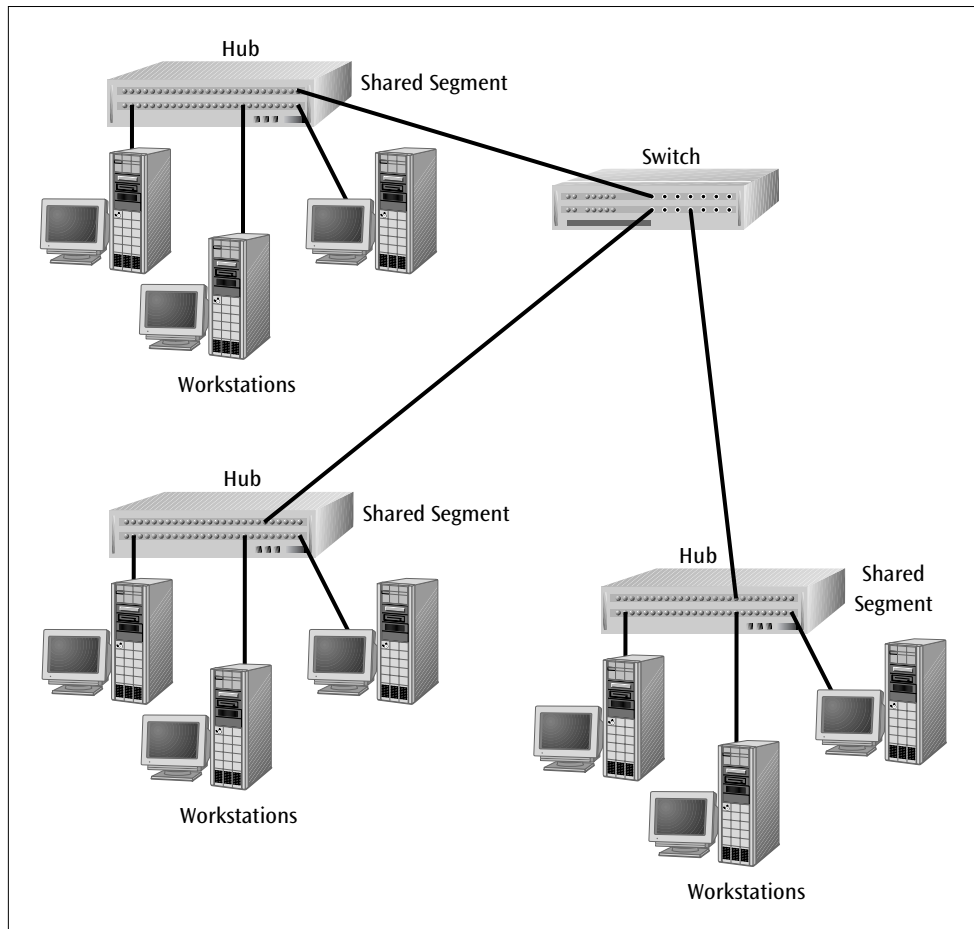 Hub
Shared Segment
Switch
Workstations
Hub
Shared Segment
Hub
Shared
Segment
Workstations
Workstations